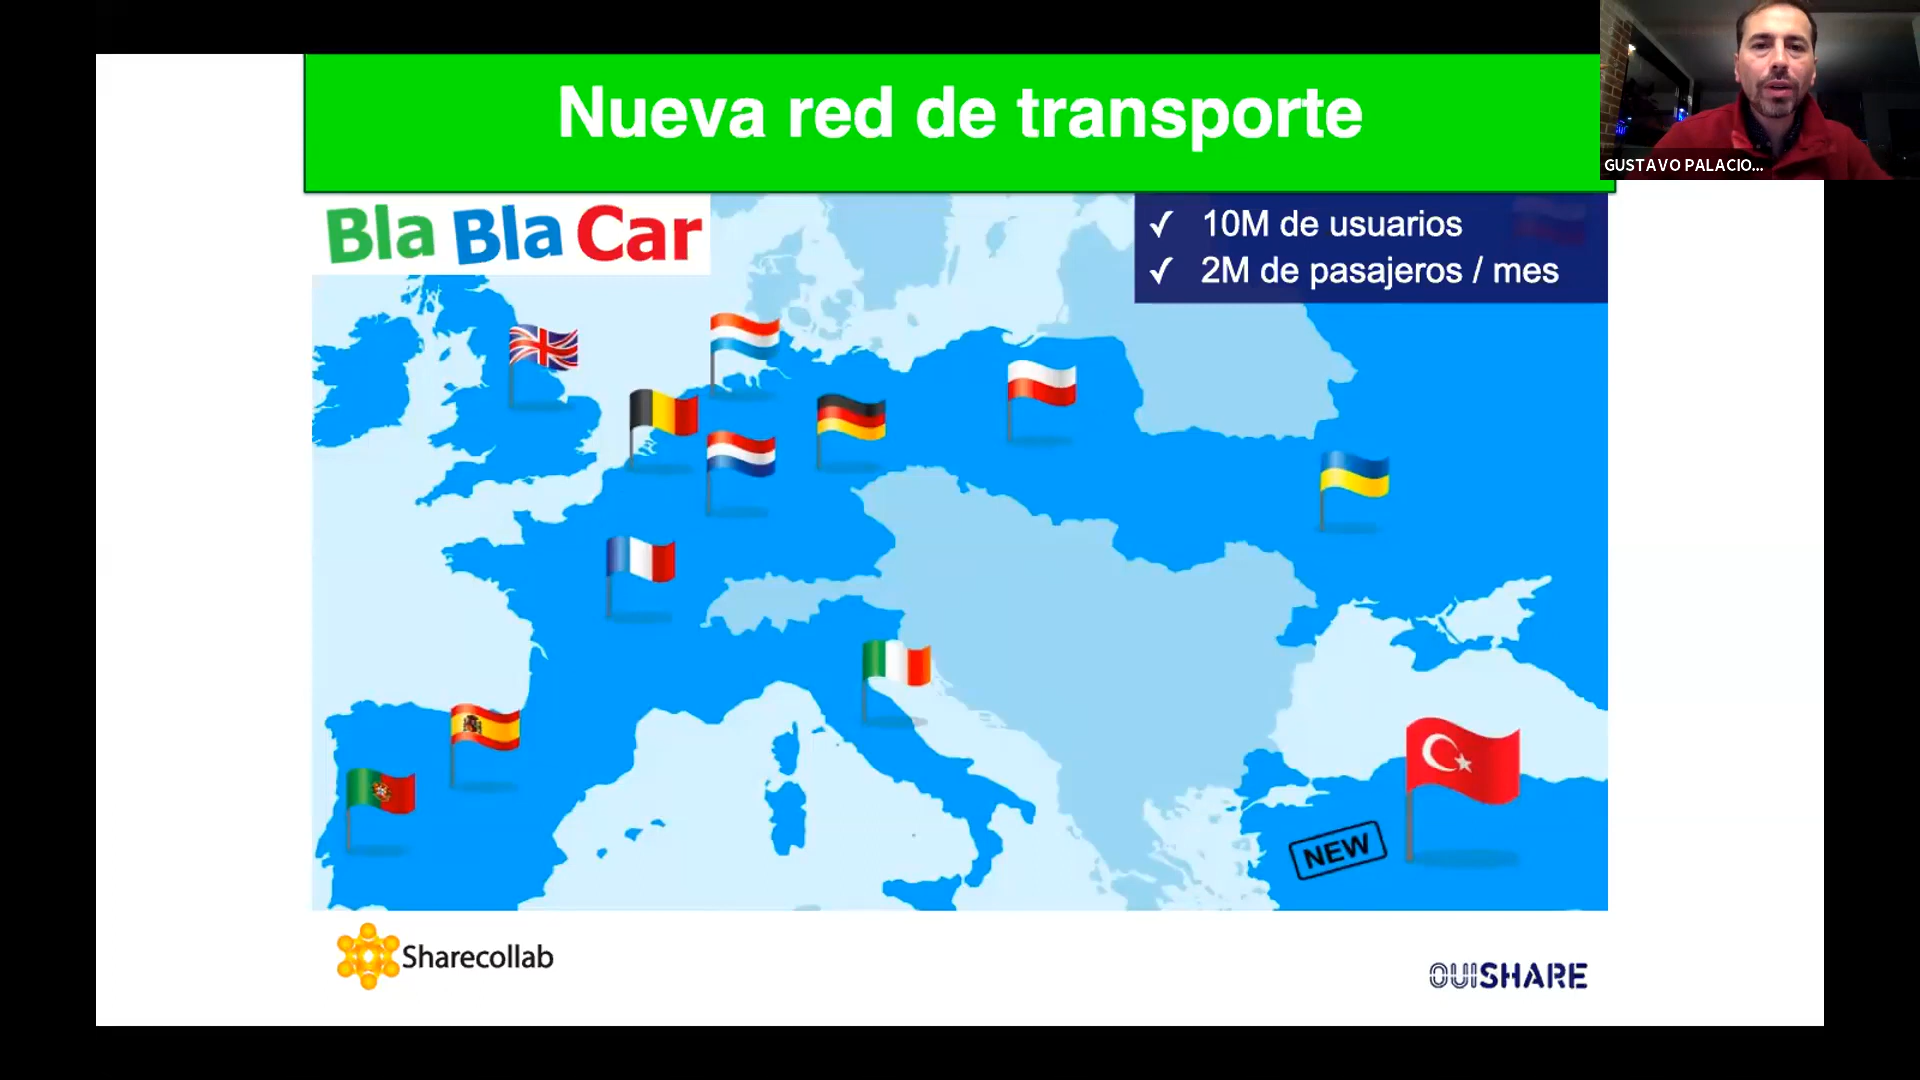 Nueva red de transporte
GUSTAVO PALACIO...
Bla Bla Car
✓ 10M de usuarios
✓ 2M de pasajeros / mes
NEW
Sharecollab
OUISHARE